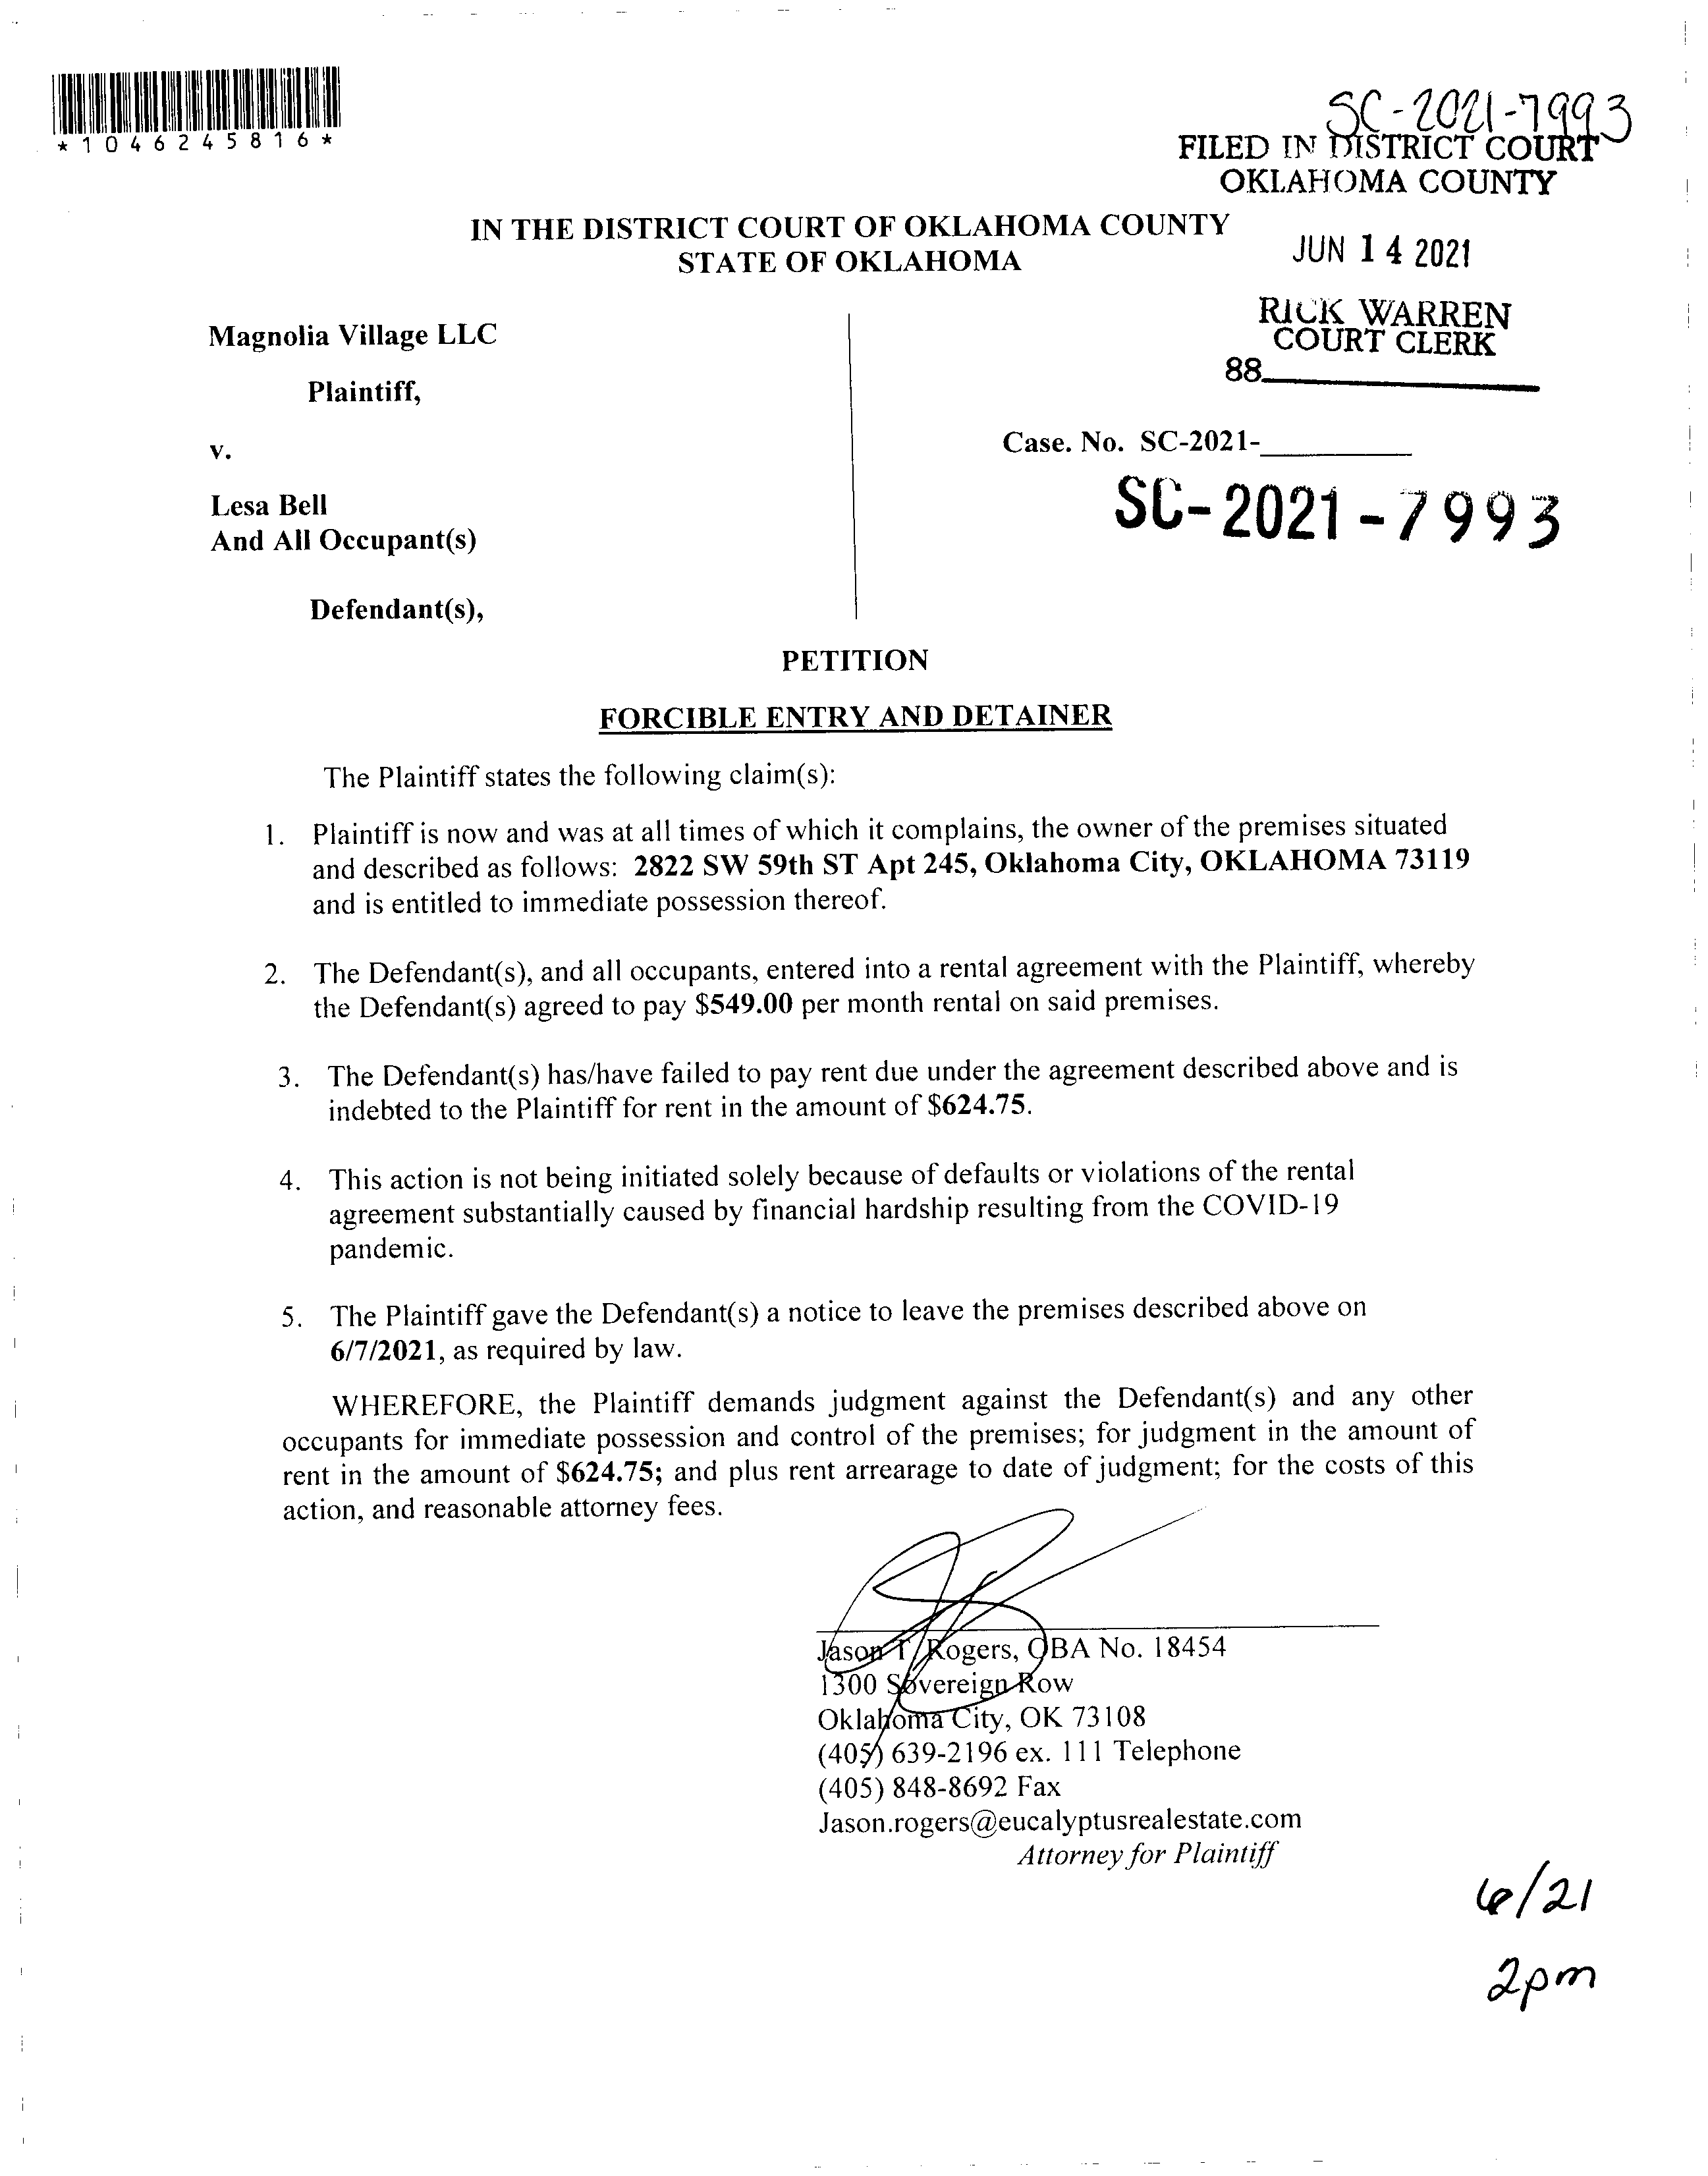 *1046245816*
SC-2021-7993
FILED IN DISTRICT COURT
OKLAHOMA COUNTY
IN THE DISTRICT COURT OF OKLAHOMA COUNTY
STATE OF OKLAHOMA
JUN 14 2021
RICK WARREN
COURT CLERK
88
Magnolia Village LLC
Plaintiff,
v.
Case. No. SC-2021-__________
SC-2021-7993
Lesa Bell
And All Occupant(s)
Defendant(s),
PETITION
FORCIBLE ENTRY AND DETAINER
The Plaintiff states the following claim(s):
1. Plaintiff is now and was at all times of which it complains, the owner of the premises situated
and described as follows: 2822 SW 59th ST Apt 245, Oklahoma City, OKLAHOMA 73119
and is entitled to immediate possession thereof.
2. The Defendant(s), and all occupants, entered into a rental agreement with the Plaintiff, whereby
the Defendant(s) agreed to pay $549.00 per month rental on said premises.
3. The Defendant(s) has/have failed to pay rent due under the agreement described above and is
indebted to the Plaintiff for rent in the amount of $624.75.
4. This action is not being initiated solely because of defaults or violations of the rental
agreement substantially caused by financial hardship resulting from the COVID-19
pandemic.
5. The Plaintiff gave the Defendant(s) a notice to leave the premises described above on
6/7/2021, as required by law.
WHEREFORE, the Plaintiff demands judgment against the Defendant(s) and any other
occupants for immediate possession and control of the premises; for judgment in the amount of
rent in the amount of $624.75; and plus rent arrearage to date of judgment; for the costs of this
action, and reasonable attorney fees.
Jason T. Rogers, OBA No. 18454
1300 Sovereign Row
Oklahoma City, OK 73108
(405) 639-2196 ex. 111 Telephone
(405) 848-8692 Fax
Jason.rogers@eucalyptusrealestate.com
Attorney for Plaintiff
6/21
2pm